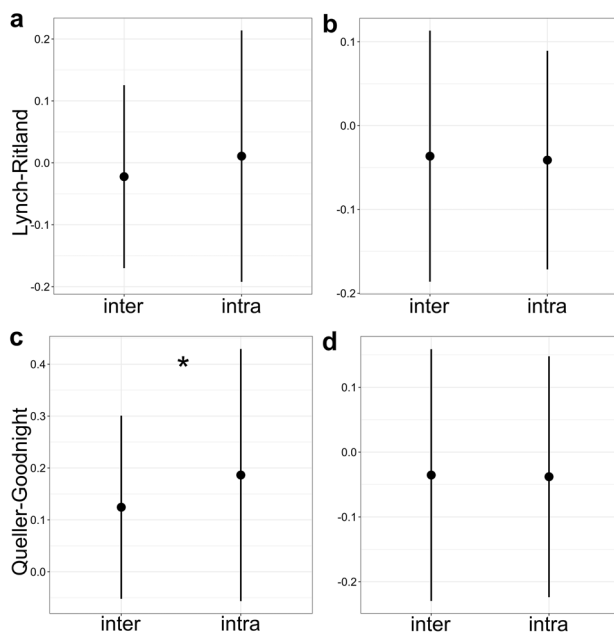 a
b
Lynch-Ritland
0.2
0.1
0.0
-0.1
-0.2
inter
intra
0.1
0.0
-0.1
-0.2
inter
intra
c
d
Queller-Goodnight
0.4
0.3
0.2
0.1
0.0
*
inter
intra
0.1
0.0
-0.1
-0.2
inter
intra